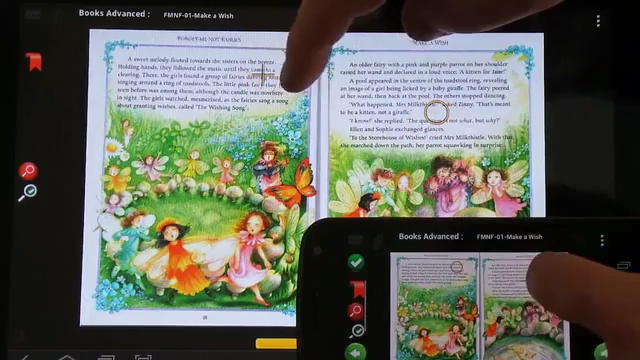 Books Advanced :
FMNF-01-Make a Wish
FORGET-ME-NOT FAIRIES
MAKE A WISH
A sweet melody floated towards the sisters on the breeze.
Holding hands, they followed the music until they came to a
clearing. There, the girls found a group of fairies dancing and
singing around a ring of toadstools. The little pink fairy they
seen before was among them, although the candle was nowhere
in sight. The girls watched, mesmerised, as the fairies sang a song
about granting wishes, called 'The Wishing Song'.
An older fairy with a pink and purple parrot on her shoulder
raised her wand and declared in a loud voice: 'A kitten for Jane!'
A pool appeared in the centre of the toadstool ring, revealing
an image of a girl being licked by a baby giraffe. The fairy peered
at her wand, then back at the pool. The others stopped dancing.
'What happened, Mrs Milkthistle?' asked Zinny. 'That's meant
to be a kitten, not a giraffe.'
'I know!' she replied. 'The question is not what, but why?'
Ellen and Sophie exchanged glances.
'To the Storehouse of Wishes!' cried Mrs Milkthistle. With that
she marched down the path, her parrot squawking in surprise.
Books Advanced :
FMNF-01-Make a Wish